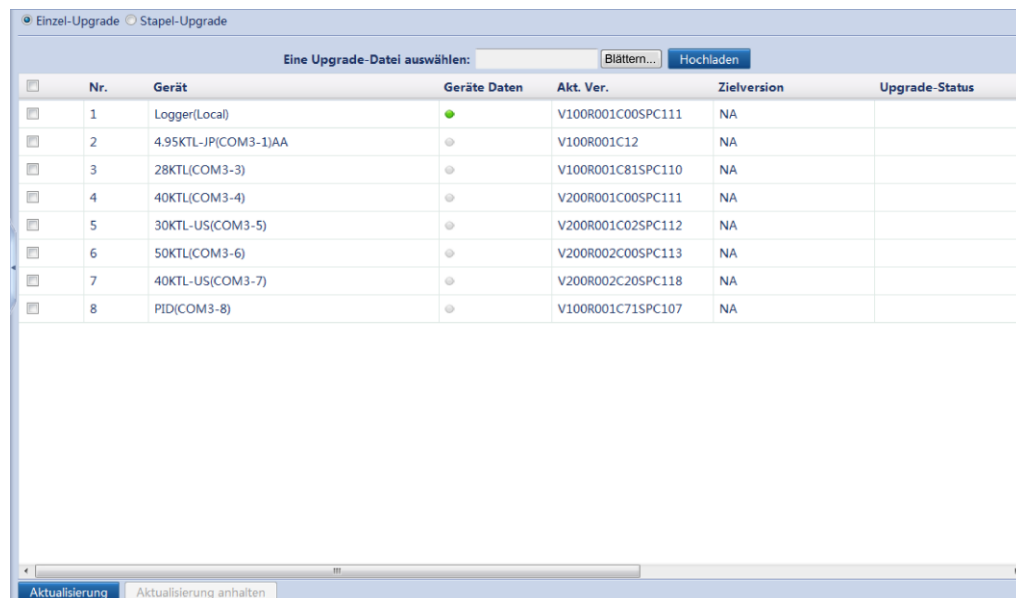 Einzel-Upgrade Stapel-Upgrade
Eine Upgrade-Datei auswählen: Blättern... Hochladen
Nr. Gerät Geräte Daten Akt. Ver. Zielversion Upgrade-Status
1 Logger(Local) V100R001C00SPC111 NA
2 4.95KTL-JP(COM3-1)AA V100R001C12 NA
3 28KTL(COM3-3) V100R001C81SPC110 NA
4 40KTL(COM3-4) V200R001C00SPC111 NA
5 30KTL-US(COM3-5) V200R001C02SPC112 NA
6 50KTL(COM3-6) V200R002C00SPC113 NA
7 40KTL-US(COM3-7) V200R002C20SPC118 NA
8 PID(COM3-8) V100R001C71SPC107 NA
Aktualisierung Aktualisierung anhalten